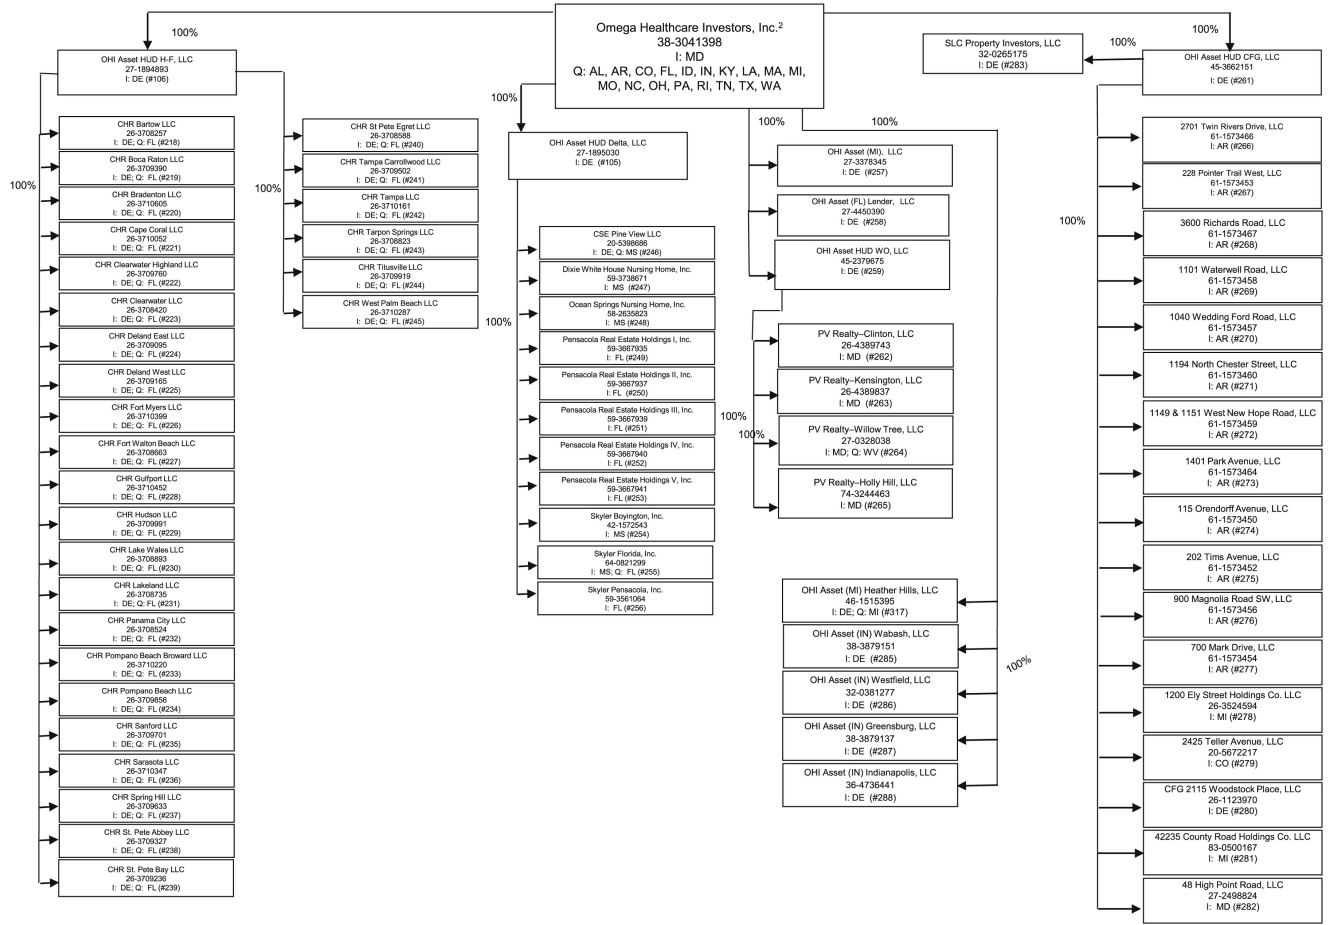 Omega Healthcare Investors, Inc.²
38-3041398
I: MD
Q: AL, AR, CO, FL, ID, IN, KY, LA, MA, MI,
MO, NC, OH, PA, RI, TN, TX, WA
100%
OHI Asset HUD H-F, LLC
27-1894893
I: DE (#106)
100%
CHR Bartow LLC
26-3708257
I: DE; Q: FL (#218)
CHR Boca Raton LLC
26-3709390
I: DE; Q: FL (#219)
CHR Bradenton LLC
26-3710605
I: DE; Q: FL (#220)
CHR Cape Coral LLC
26-3710052
I: DE; Q: FL (#221)
CHR Clearwater Highland LLC
26-3709760
I: DE; Q: FL (#222)
CHR Clearwater LLC
26-3708420
I: DE; Q: FL (#223)
CHR Deland East LLC
26-3709095
I: DE; Q: FL (#224)
CHR Deland West LLC
26-3709165
I: DE; Q: FL (#225)
CHR Fort Myers LLC
26-3710399
I: DE; Q: FL (#226)
CHR Fort Walton Beach LLC
26-3708663
I: DE; Q: FL (#227)
CHR Gulfport LLC
26-3710452
I: DE; Q: FL (#228)
CHR Hudson LLC
26-3709991
I: DE; Q: FL (#229)
CHR Lake Wales LLC
26-3708893
I: DE; Q: FL (#230)
CHR Lakeland LLC
26-3708735
I: DE; Q: FL (#231)
CHR Panama City LLC
26-3708524
I: DE; Q: FL (#232)
CHR Pompano Beach Broward LLC
26-3710220
I: DE; Q: FL (#233)
CHR Pompano Beach LLC
26-3709856
I: DE; Q: FL (#234)
CHR Sanford LLC
26-3709701
I: DE; Q: FL (#235)
CHR Sarasota LLC
26-3710347
I: DE; Q: FL (#236)
CHR Spring Hill LLC
26-3709633
I: DE; Q: FL (#237)
CHR St. Pete Abbey LLC
26-3709327
I: DE; Q: FL (#238)
CHR St. Pete Bay LLC
26-3709236
I: DE; Q: FL (#239)
100%
CHR St Pete Egret LLC
26-3708588
I: DE; Q: FL (#240)
CHR Tampa Carrollwood LLC
26-3709502
I: DE; Q: FL (#241)
CHR Tampa LLC
26-3710161
I: DE; Q: FL (#242)
CHR Tarpon Springs LLC
26-3708823
I: DE; Q: FL (#243)
CHR Titusville LLC
26-3709919
I: DE; Q: FL (#244)
CHR West Palm Beach LLC
26-3710287
I: DE; Q: FL (#245)
100%
OHI Asset HUD Delta, LLC
27-1895030
I: DE (#105)
100%
CSE Pine View LLC
20-5398686
I: DE; Q: MS (#246)
Dixie White House Nursing Home, Inc.
59-3738671
I: MS (#247)
Ocean Springs Nursing Home, Inc.
58-2635823
I: MS (#248)
Pensacola Real Estate Holdings I, Inc.
59-3667935
I: FL (#249)
Pensacola Real Estate Holdings II, Inc.
59-3667937
I: FL (#250)
Pensacola Real Estate Holdings III, Inc.
59-3667939
I: FL (#251)
Pensacola Real Estate Holdings IV, Inc.
59-3667940
I: FL (#252)
Pensacola Real Estate Holdings V, Inc.
59-3667941
I: FL (#253)
Skyler Boyington, Inc.
42-1572543
I: MS (#254)
Skyler Florida, Inc.
64-0821299
I: MS; Q: FL (#255)
Skyler Pensacola, Inc.
59-3561064
I: FL (#256)
100%
OHI Asset (MI), LLC
27-3378345
I: DE (#257)
OHI Asset (FL) Lender, LLC
27-4450390
I: DE (#258)
OHI Asset HUD WO, LLC
45-2379675
I: DE (#259)
100%
100%
PV Realty–Clinton, LLC
26-4389743
I: MD (#262)
PV Realty–Kensington, LLC
26-4389837
I: MD (#263)
PV Realty–Willow Tree, LLC
27-0328038
I: MD; Q: WV (#264)
PV Realty–Holly Hill, LLC
74-3244463
I: MD (#265)
100%
100%
OHI Asset (MI) Heather Hills, LLC
46-1515395
I: DE; Q: MI (#317)
OHI Asset (IN) Wabash, LLC
38-3879151
I: DE (#285)
OHI Asset (IN) Westfield, LLC
32-0381277
I: DE (#286)
OHI Asset (IN) Greensburg, LLC
38-3879137
I: DE (#287)
OHI Asset (IN) Indianapolis, LLC
36-4736441
I: DE (#288)
100%
OHI Asset HUD CFG, LLC
45-3662151
I: DE (#261)
100%
SLC Property Investors, LLC
32-0265175
I: DE (#283)
100%
2701 Twin Rivers Drive, LLC
61-1573466
I: AR (#266)
228 Pointer Trail West, LLC
61-1573453
I: AR (#267)
3600 Richards Road, LLC
61-1573467
I: AR (#268)
1101 Waterwell Road, LLC
61-1573458
I: AR (#269)
1040 Wedding Ford Road, LLC
61-1573457
I: AR (#270)
1194 North Chester Street, LLC
61-1573460
I: AR (#271)
1149 & 1151 West New Hope Road, LLC
61-1573459
I: AR (#272)
1401 Park Avenue, LLC
61-1573464
I: AR (#273)
115 Orendorff Avenue, LLC
61-1573450
I: AR (#274)
202 Tims Avenue, LLC
61-1573452
I: AR (#275)
900 Magnolia Road SW, LLC
61-1573456
I: AR (#276)
700 Mark Drive, LLC
61-1573454
I: AR (#277)
1200 Ely Street Holdings Co. LLC
26-3524594
I: MI (#278)
2425 Teller Avenue, LLC
20-5672217
I: CO (#279)
CFG 2115 Woodstock Place, LLC
26-1123970
I: DE (#280)
42235 County Road Holdings Co. LLC
83-0500167
I: MI (#281)
48 High Point Road, LLC
27-2498824
I: MD (#282)